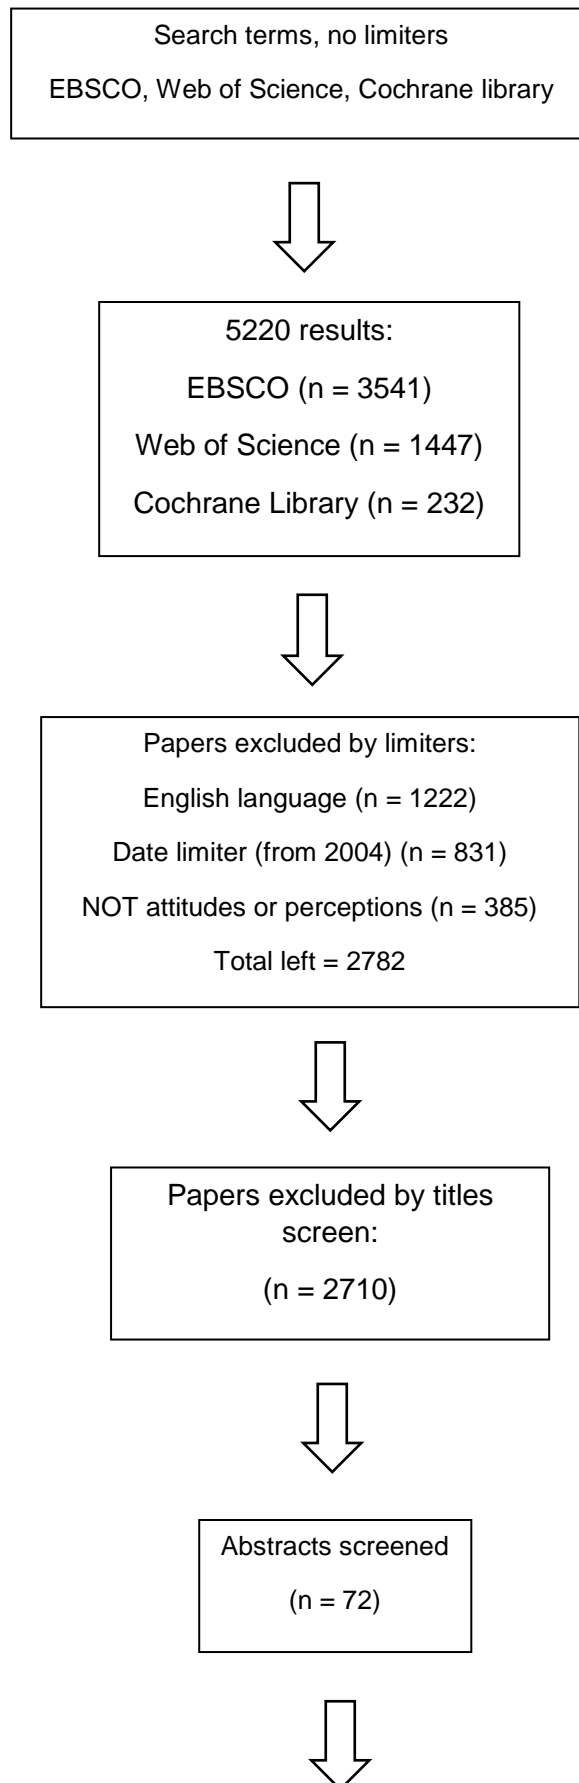 Search terms, no limiters
EBSCO, Web of Science, Cochrane library
5220 results:
EBSCO (n = 3541)
Web of Science (n = 1447)
Cochrane Library (n = 232)
Papers excluded by limiters:
English language (n = 1222)
Date limiter (from 2004) (n = 831)
NOT attitudes or perceptions (n = 385)
Total left = 2782
Papers excluded by titles
screen:
(n = 2710)
Abstracts screened
(n = 72)